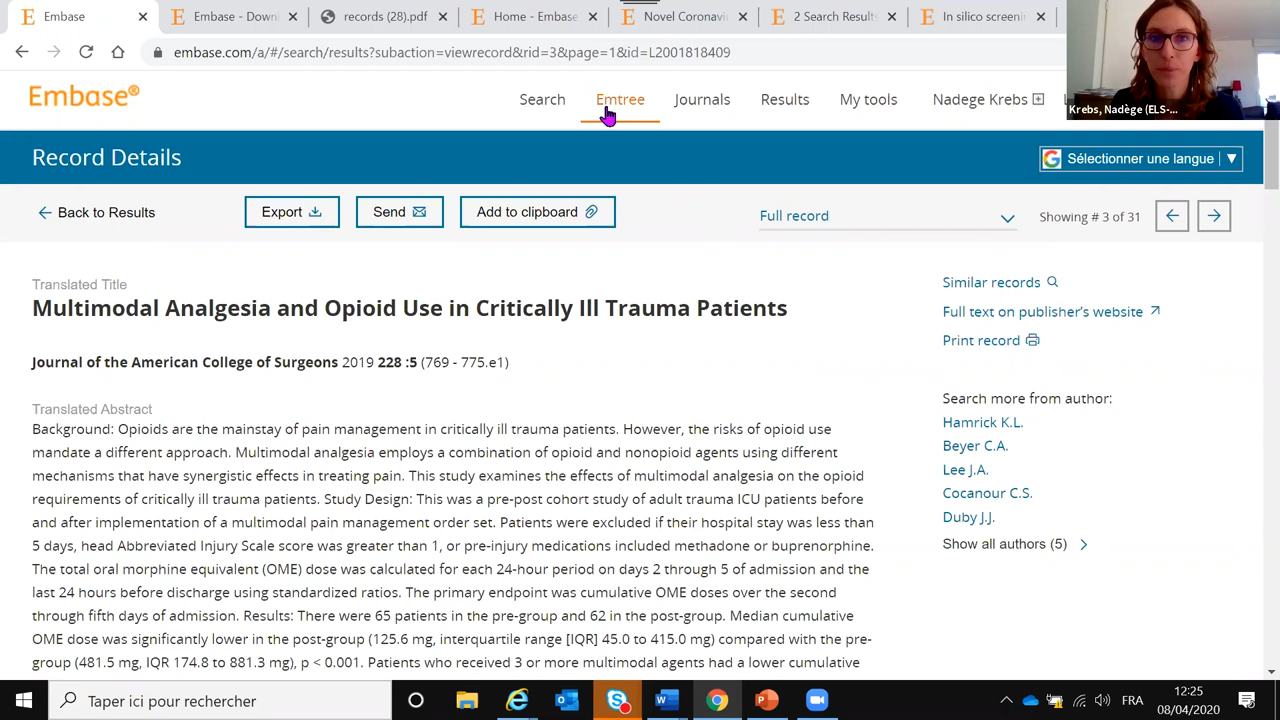 Embase
Embase - Down
records (28).pdf
Home - Embase
Novel Coronavi
2 Search Results
In silico screenin
embase.com/a/#/search/results?subaction=viewrecord&rid=3&page=1&id=L2001818409
Embase®
Search
Emtree
Journals
Results
My tools
Nadege Krebs
Krebs, Nadège (ELS-...
Record Details
Sélectionner une langue
Back to Results
Export
Send
Add to clipboard
Full record
Showing # 3 of 31
Translated Title
Multimodal Analgesia and Opioid Use in Critically Ill Trauma Patients
Journal of the American College of Surgeons 2019 228 :5 (769 - 775.e1)
Translated Abstract
Background: Opioids are the mainstay of pain management in critically ill trauma patients. However, the risks of opioid use
mandate a different approach. Multimodal analgesia employs a combination of opioid and nonopioid agents using different
mechanisms that have synergistic effects in treating pain. This study examines the effects of multimodal analgesia on the opioid
requirements of critically ill trauma patients. Study Design: This was a pre-post cohort study of adult trauma ICU patients before
and after implementation of a multimodal pain management order set. Patients were excluded if their hospital stay was less than
5 days, head Abbreviated Injury Scale score was greater than 1, or pre-injury medications included methadone or buprenorphine.
The total oral morphine equivalent (OME) dose was calculated for each 24-hour period on days 2 through 5 of admission and the
last 24 hours before discharge using standardized ratios. The primary endpoint was cumulative OME doses over the second
through fifth days of admission. Results: There were 65 patients in the pre-group and 62 in the post-group. Median cumulative
OME dose was significantly lower in the post-group (125.6 mg, interquartile range [IQR] 45.0 to 415.0 mg) compared with the pre-
group (481.5 mg, IQR 174.8 to 881.3 mg), p < 0.001. Patients who received 3 or more multimodal agents had a lower cumulative
Similar records
Full text on publisher's website
Print record
Search more from author:
Hamrick K.L.
Beyer C.A.
Lee J.A.
Cocanour C.S.
Duby J.J.
Show all authors (5)
Taper ici pour rechercher
FRA
12:25
08/04/2020